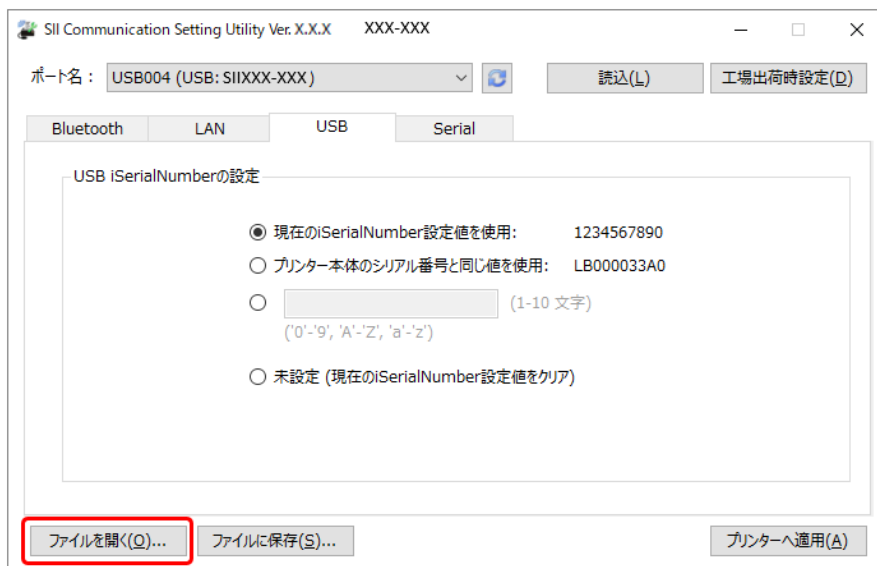 SII Communication Setting Utility Ver. X.X.X XXX-XXX
ポート名： USB004 (USB: SIIXXX-XXX) 読込(L) 工場出荷時設定(D)
Bluetooth LAN USB Serial
USB iSerialNumberの設定
現在のiSerialNumber設定値を使用: 1234567890
プリンター本体のシリアル番号と同じ値を使用: LB000033A0
(1-10 文字)
('0'-'9', 'A'-'Z', 'a'-'z')
未設定 (現在のiSerialNumber設定値をクリア)
ファイルを開く(O)... ファイルに保存(S)... プリンターへ適用(A)